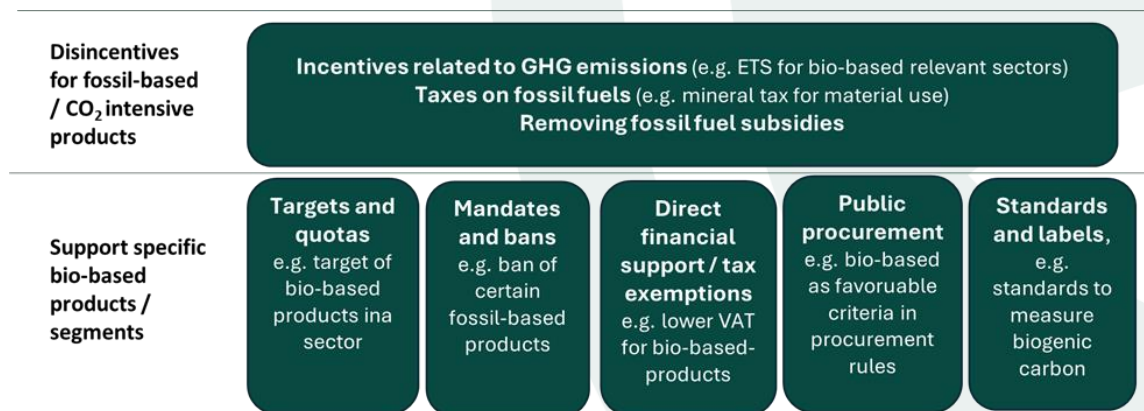 Disincentives
for fossil-based
/ CO₂ intensive
products
Incentives related to GHG emissions (e.g. ETS for bio-based relevant sectors)
Taxes on fossil fuels (e.g. mineral tax for material use)
Removing fossil fuel subsidies
Support specific
bio-based
products /
segments
Targets and
quotas
e.g. target of
bio-based
products ina
sector
Mandates
and bans
e.g. ban of
certain
fossil-based
products
Direct
financial
support / tax
exemptions
e.g. lower VAT
for bio-based-
products
Public
procurement
e.g. bio-based
as favouruable
criteria in
procurement
rules
Standards
and labels,
e.g.
standards to
measure
biogenic
carbon